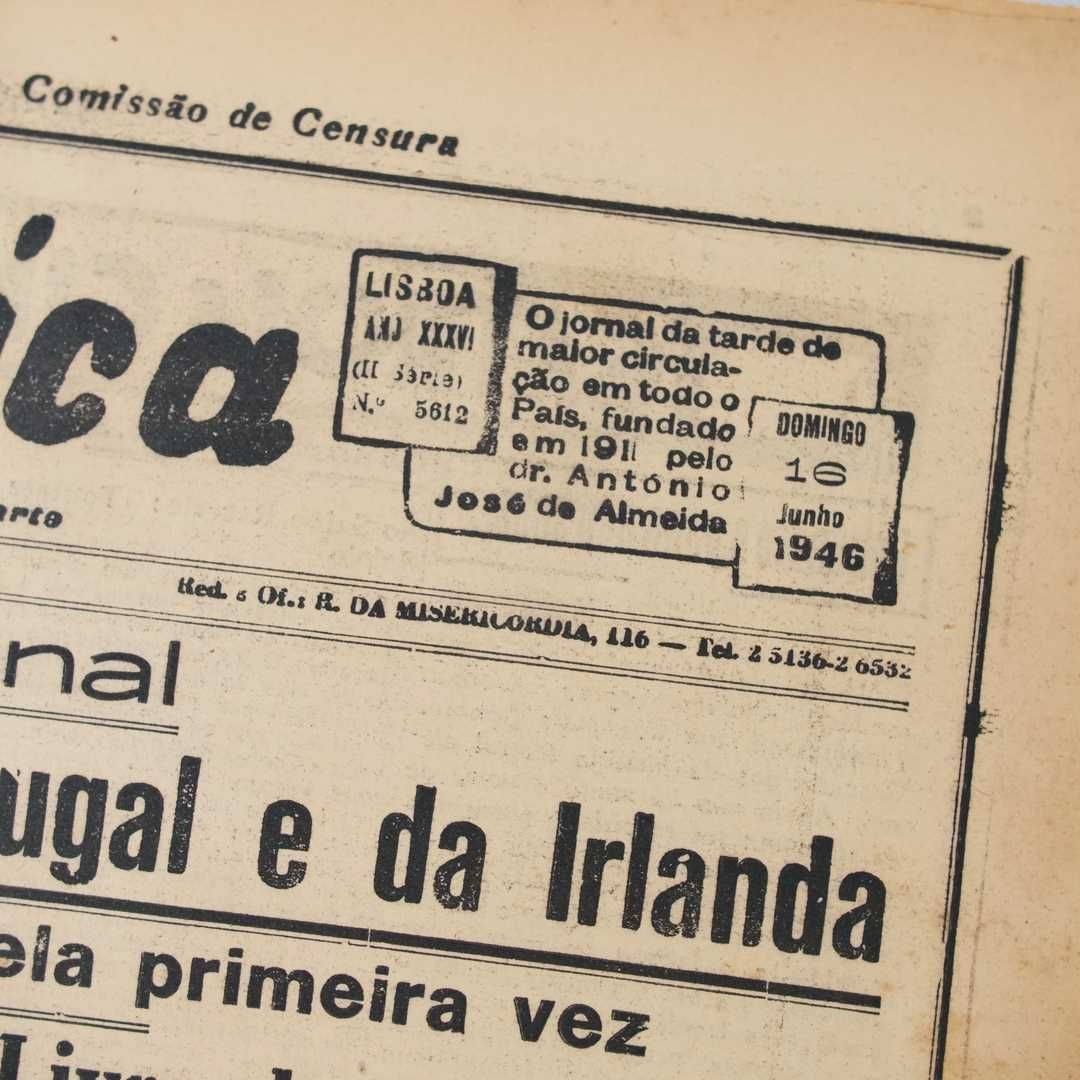 Comissão de Censura
ica
LISBOA
ANO XXXVI
(II Série)
N.º 5612
O jornal da tarde de
maior circula-
ção em todo o
País, fundado
em 1911 pelo
dr. António
José de Almeida
DOMINGO
16
Junho
1946
arte
Red. e Of.: R. DA MISERICORDIA, 116 — Tel. 2 5136-2 6532
nal
ugal e da Irlanda
ela primeira vez